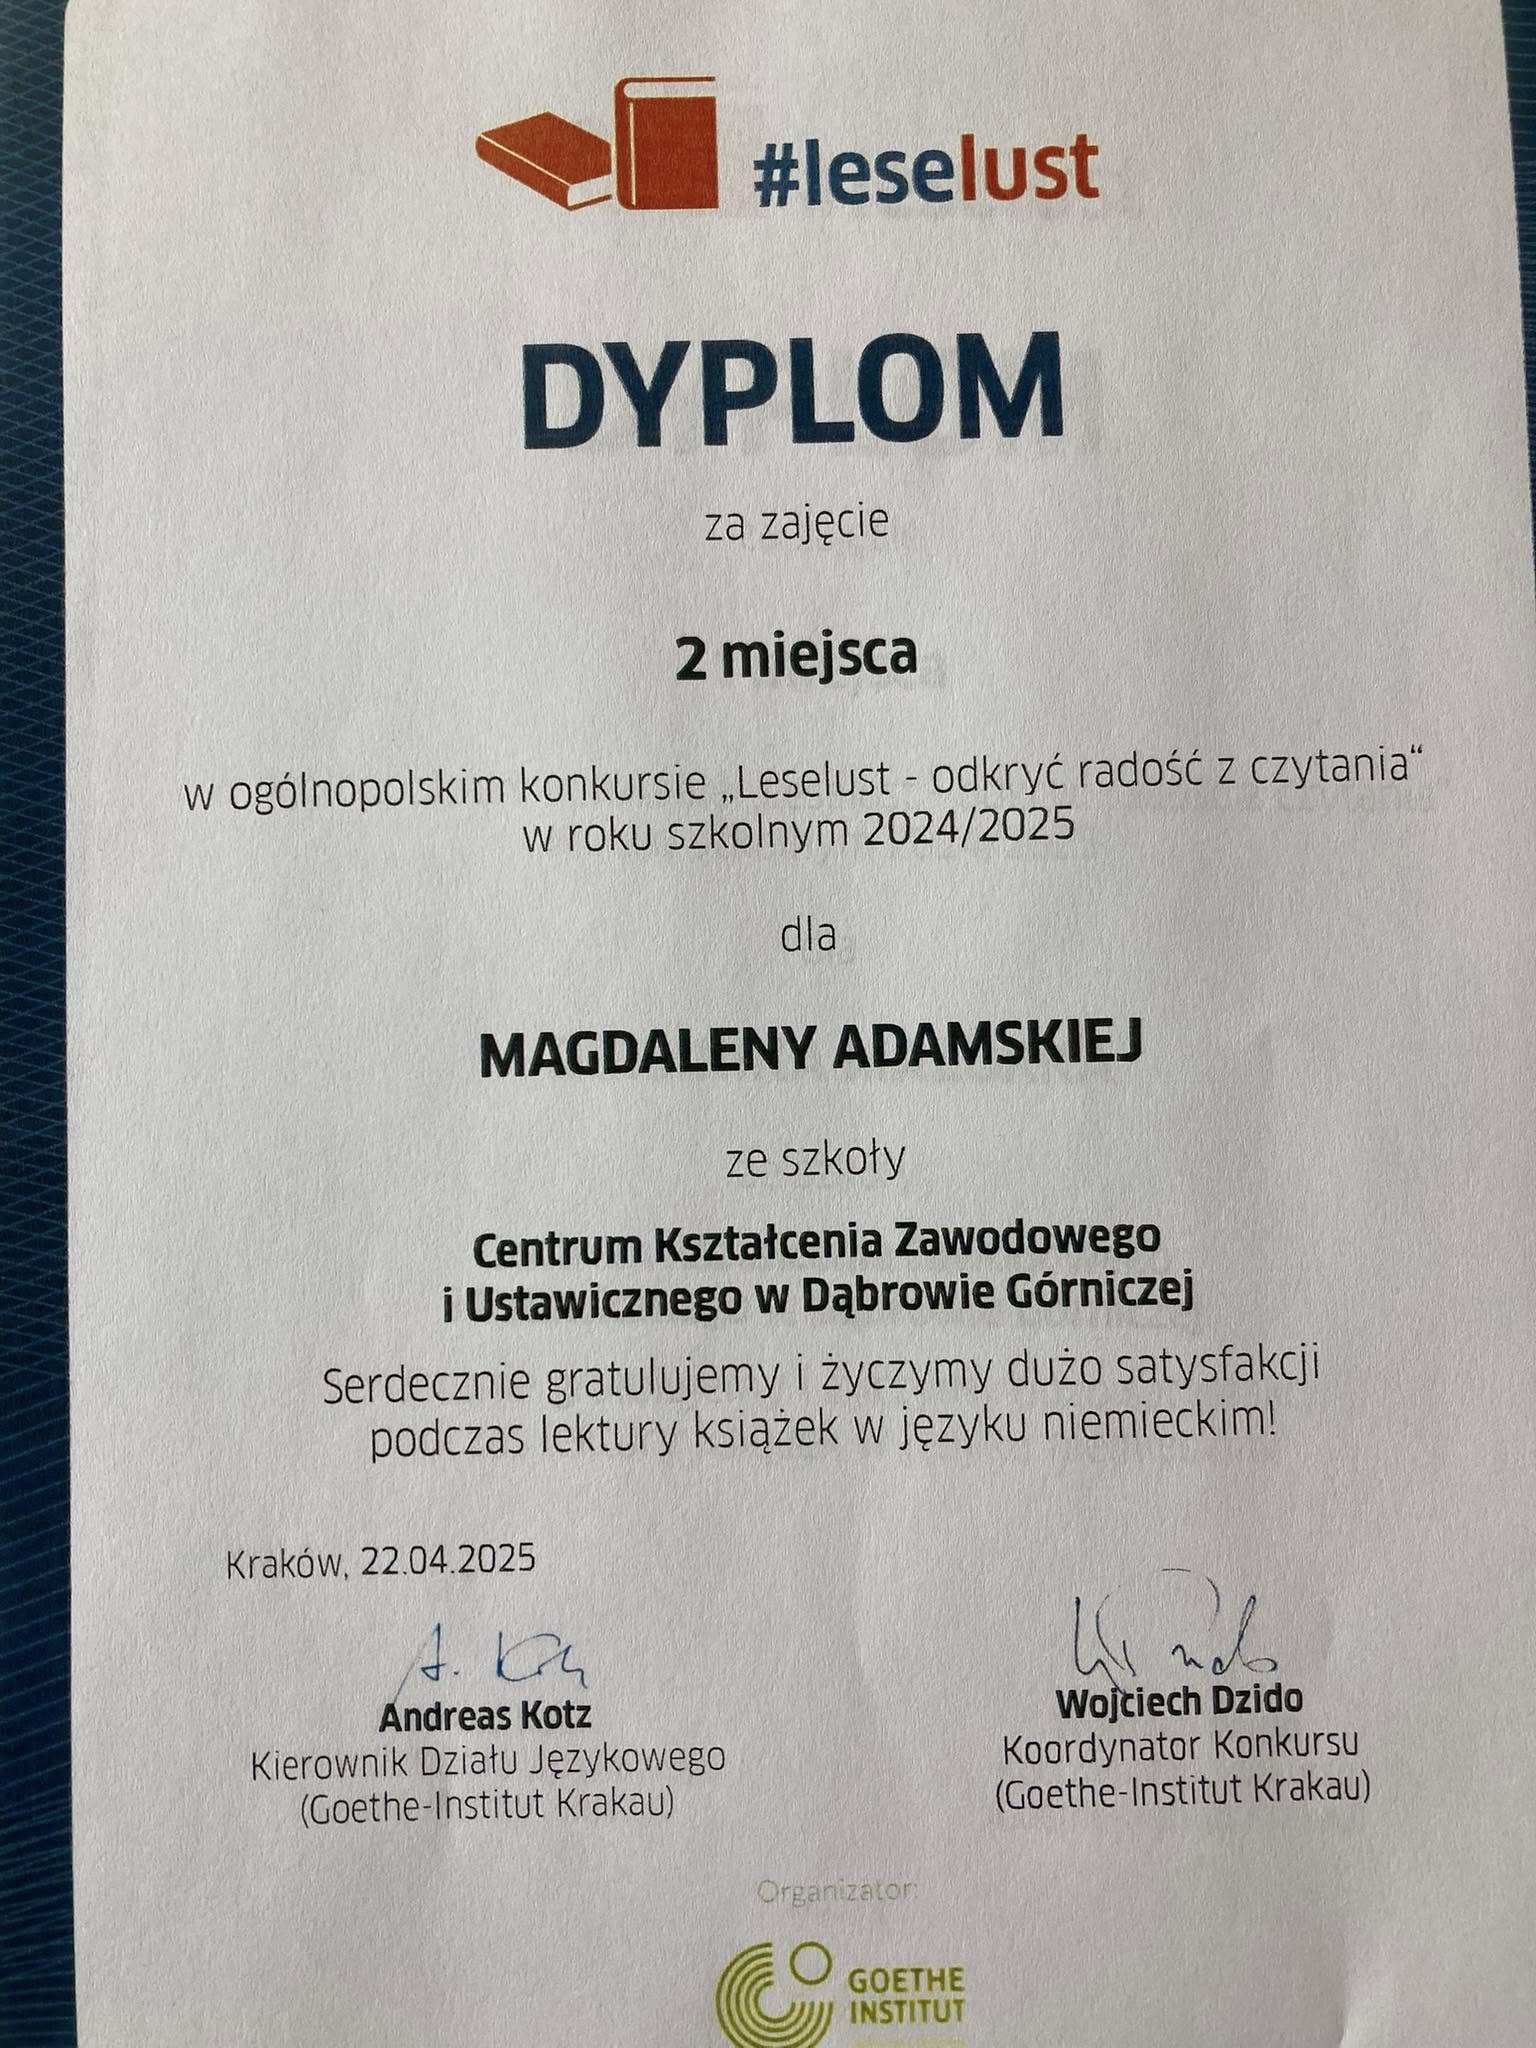 #leselust
DYPLOM
za zajęcie
2 miejsca
w ogólnopolskim konkursie „Leselust - odkryć radość z czytania“
w roku szkolnym 2024/2025
dla
MAGDALENY ADAMSKIEJ
ze szkoły
Centrum Kształcenia Zawodowego
i Ustawicznego w Dąbrowie Górniczej
Serdecznie gratulujemy i życzymy dużo satysfakcji
podczas lektury książek w języku niemieckim!
Kraków, 22.04.2025
A. Kotz
Andreas Kotz
Kierownik Działu Językowego
(Goethe-Institut Krakau)
Wojciech Dzido
Koordynator Konkursu
(Goethe-Institut Krakau)
Organizator:
GOETHE
INSTITUT